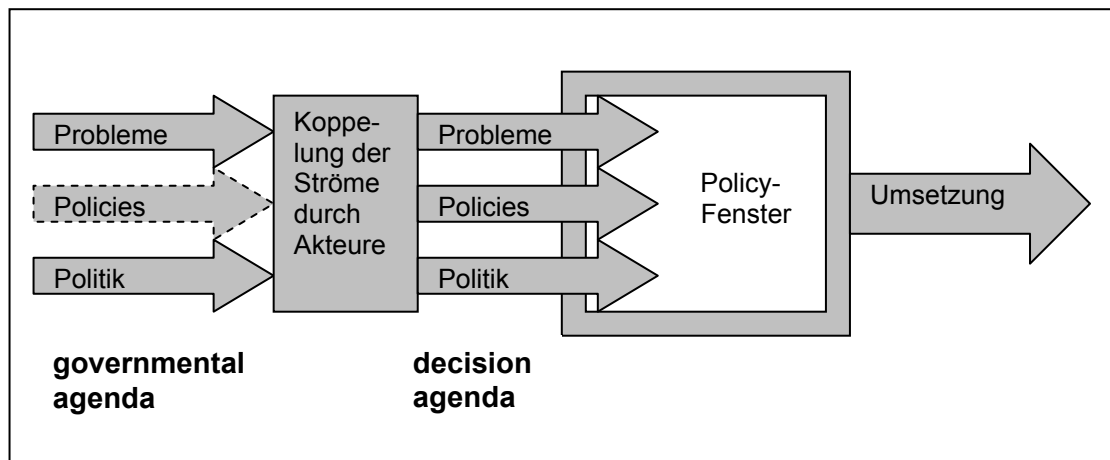 Probleme
Policies
Politik
Koppe-
lung der
Ströme
durch
Akteure
Probleme
Policies
Politik
Policy-
Fenster
Umsetzung
governmental
agenda
decision
agenda